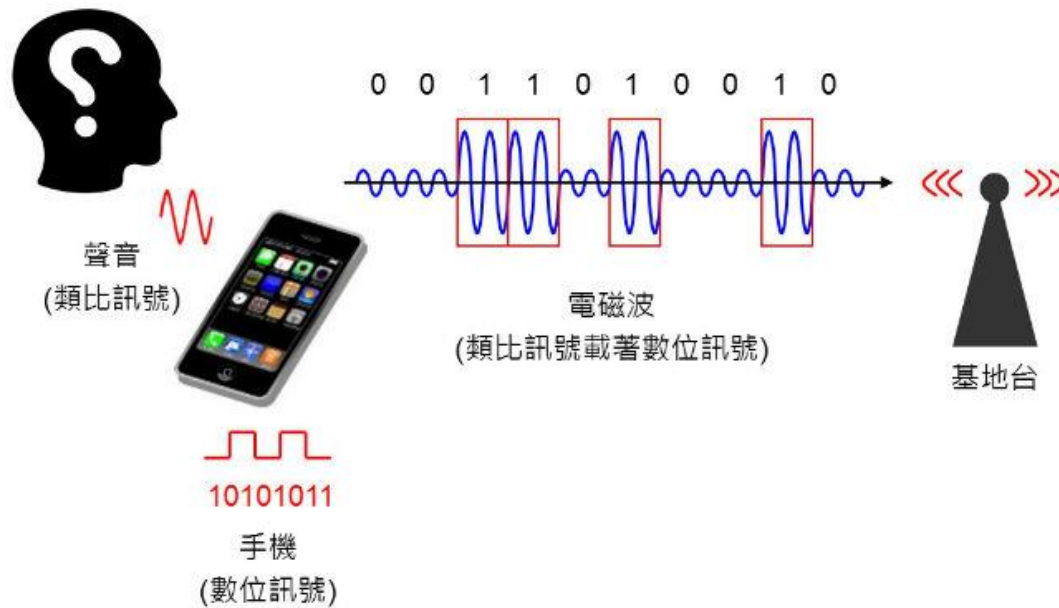 0 0 1 1 0 1 0 0 1 0
聲音
(類比訊號)
電磁波
(類比訊號載著數位訊號)
基地台
10101011
手機
(數位訊號)